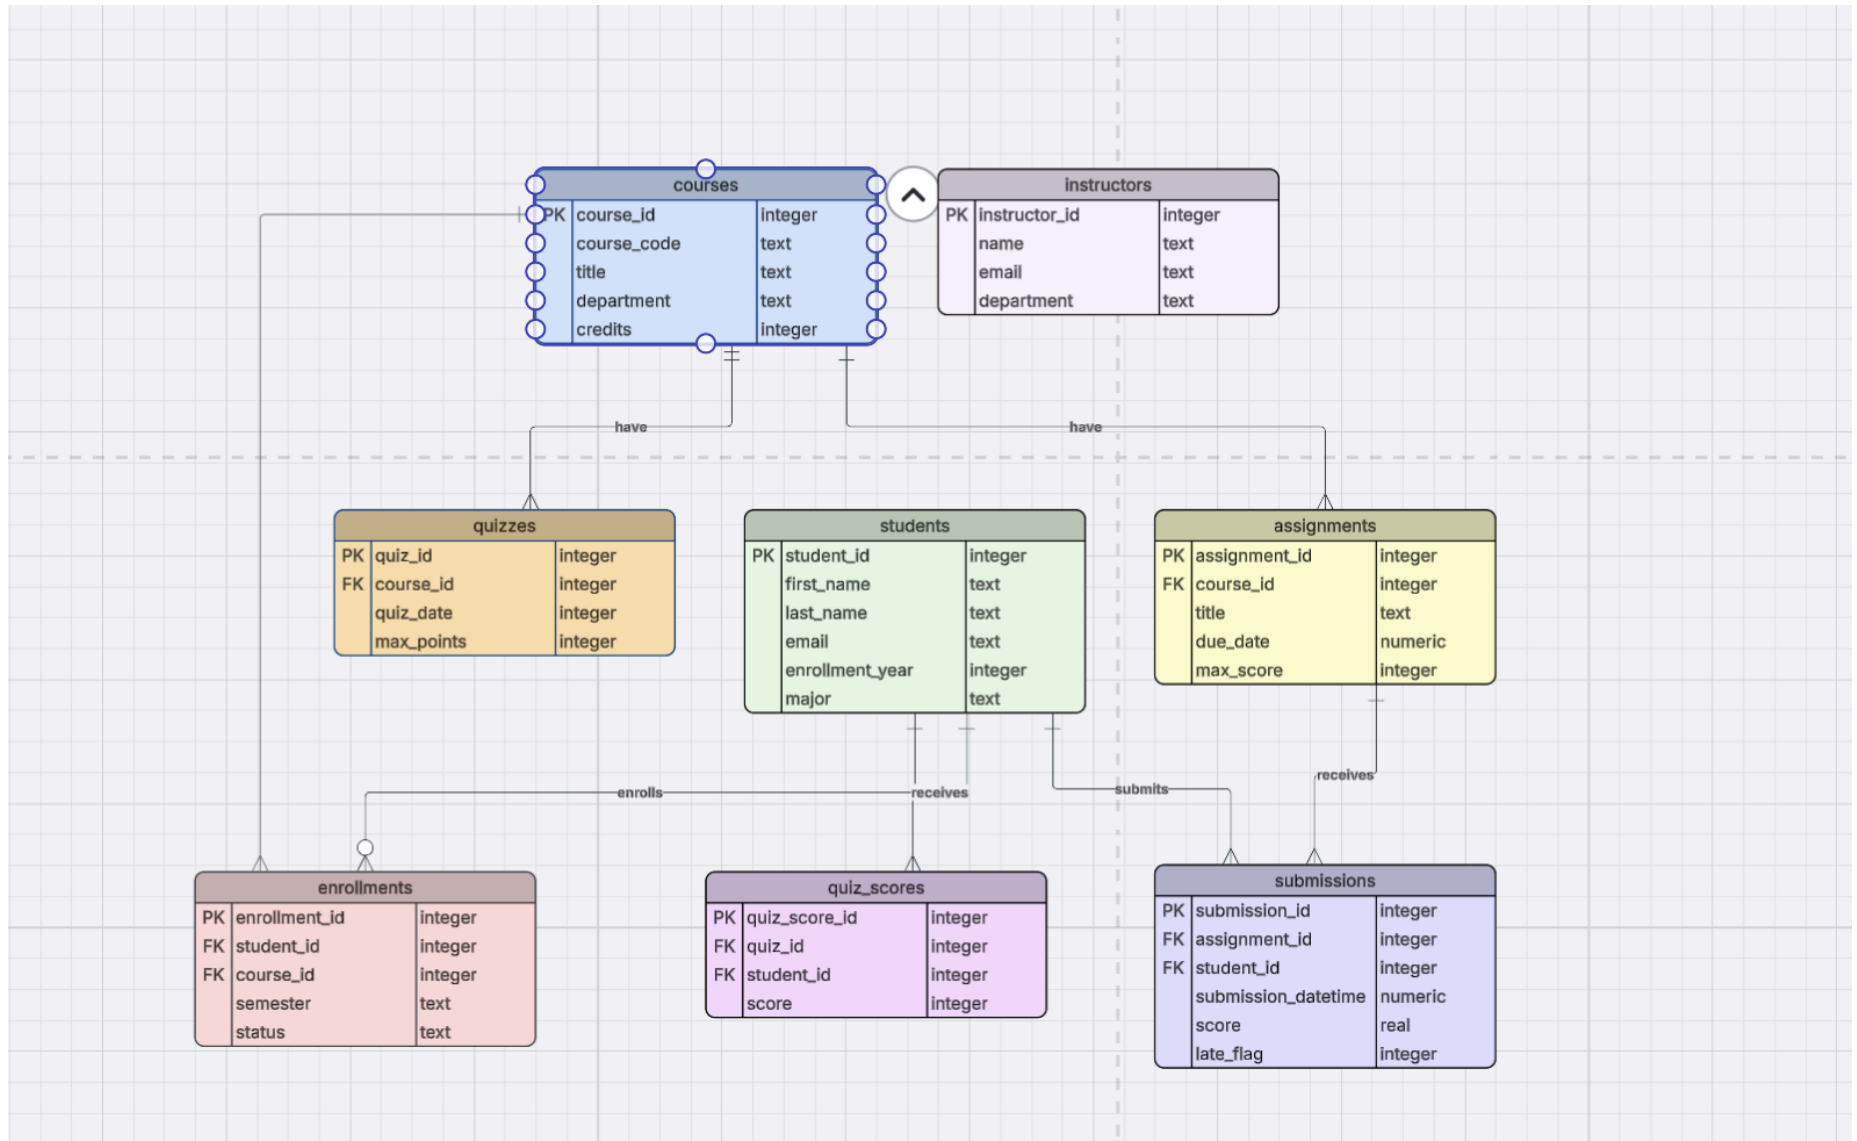 courses
PK course_id integer
course_code text
title text
department text
credits integer
instructors
PK instructor_id integer
name text
email text
department text
have
have
quizzes
PK quiz_id integer
FK course_id integer
quiz_date integer
max_points integer
students
PK student_id integer
first_name text
last_name text
email text
enrollment_year integer
major text
assignments
PK assignment_id integer
FK course_id integer
title text
due_date numeric
max_score integer
enrolls
receives
submits
receives
enrollments
PK enrollment_id integer
FK student_id integer
FK course_id integer
semester text
status text
quiz_scores
PK quiz_score_id integer
FK quiz_id integer
FK student_id integer
score integer
submissions
PK submission_id integer
FK assignment_id integer
FK student_id integer
submission_datetime numeric
score real
late_flag integer